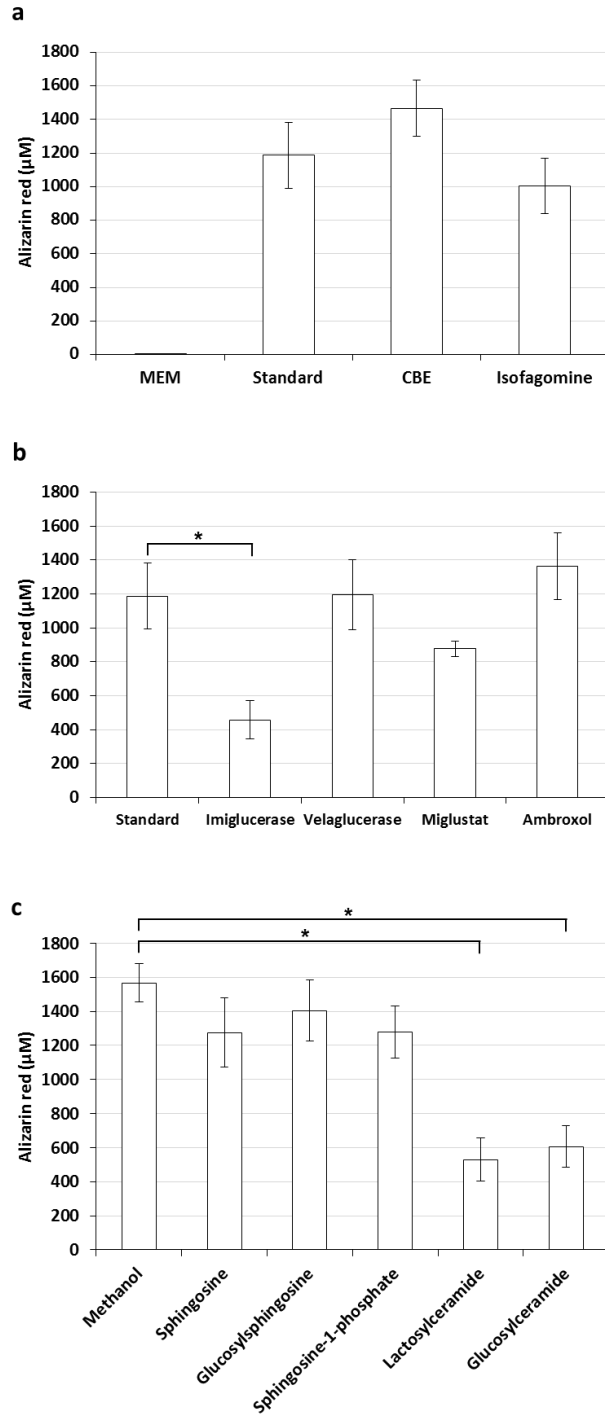 a
Alizarin red (µM)
1800
1600
1400
1200
1000
800
600
400
200
0
MEM Standard CBE Isofagomine
b
Alizarin red (µM)
1800
1600
1400
1200
1000
800
600
400
200
0
*
Standard Imiglucerase Velaglucerase Miglustat Ambroxol
c
Alizarin red (µM)
1800
1600
1400
1200
1000
800
600
400
200
0
*
*
Methanol
Sphingosine
Glucosylsphingosine
Sphingosine-1-phosphate
Lactosylceramide
Glucosylceramide